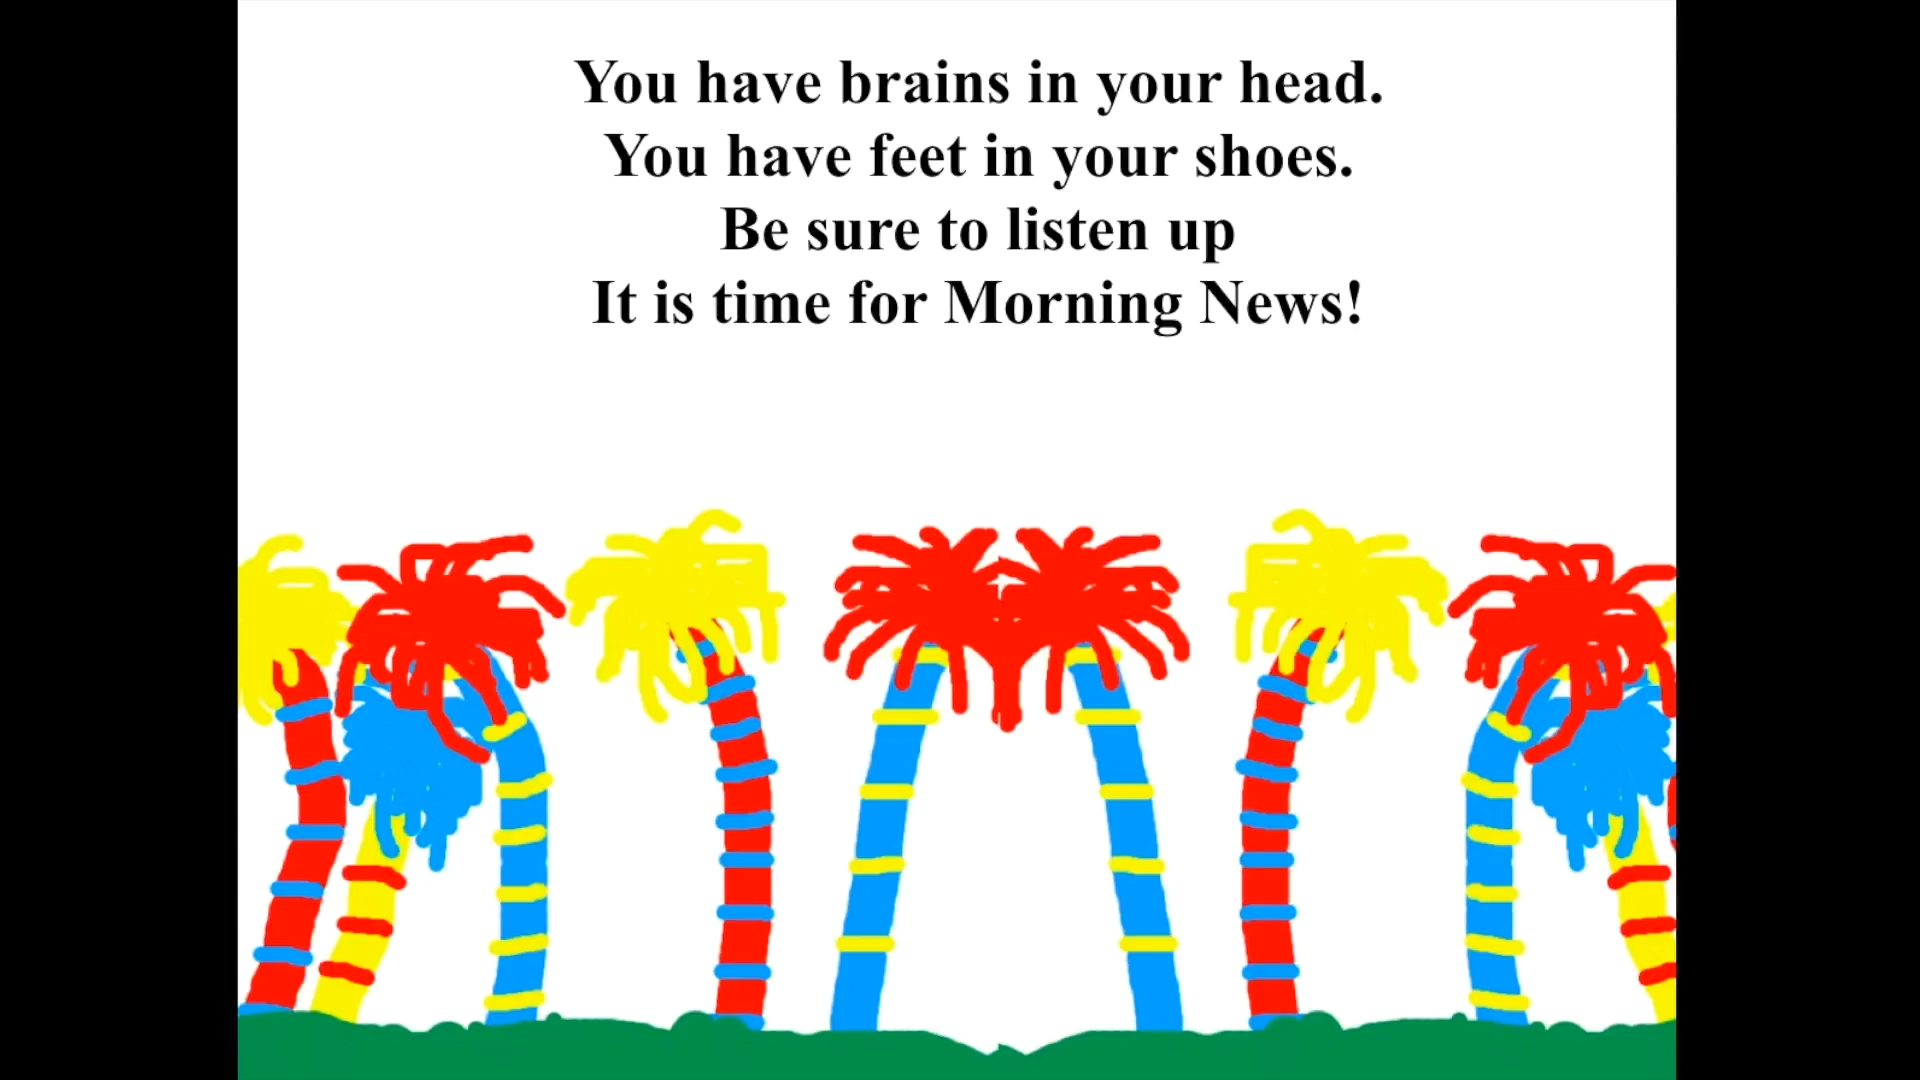 You have brains in your head.
You have feet in your shoes.
Be sure to listen up
It is time for Morning News!